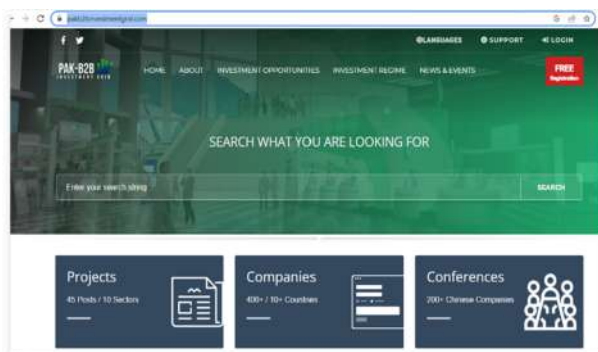 pakb2binvestmentgrid.com
LANGUAGES SUPPORT LOGIN
PAK-B2B
INVESTMENT GRID
HOME ABOUT INVESTMENT OPPORTUNITIES INVESTMENT REGIME NEWS & EVENTS
FREE
Registration
SEARCH WHAT YOU ARE LOOKING FOR
Enter your search string SEARCH
Projects
45 Posts / 10 Sectors
Companies
400+ / 10+ Countries
Conferences
200+ Chinese Companies